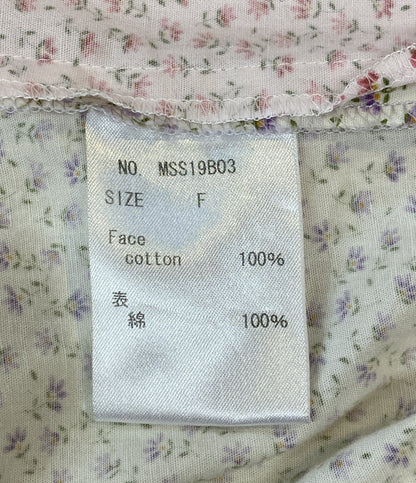 NO. MSS19B03
SIZE F
Face
cotton 100%
表
綿 100%